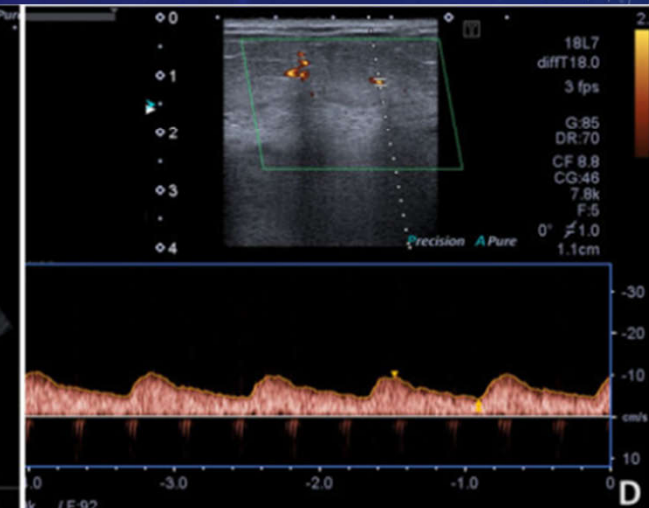 Pure
0
1
2
3
4
18L7
diffT18.0
3 fps
G:85
DR:70
CF 8.8
CG:46
7.8k
F:5
0° 1.0
1.1cm
2.
Precision A Pure
-30
-20
-10
cm/s
10
.0 -3.0 -2.0 -1.0 0
D